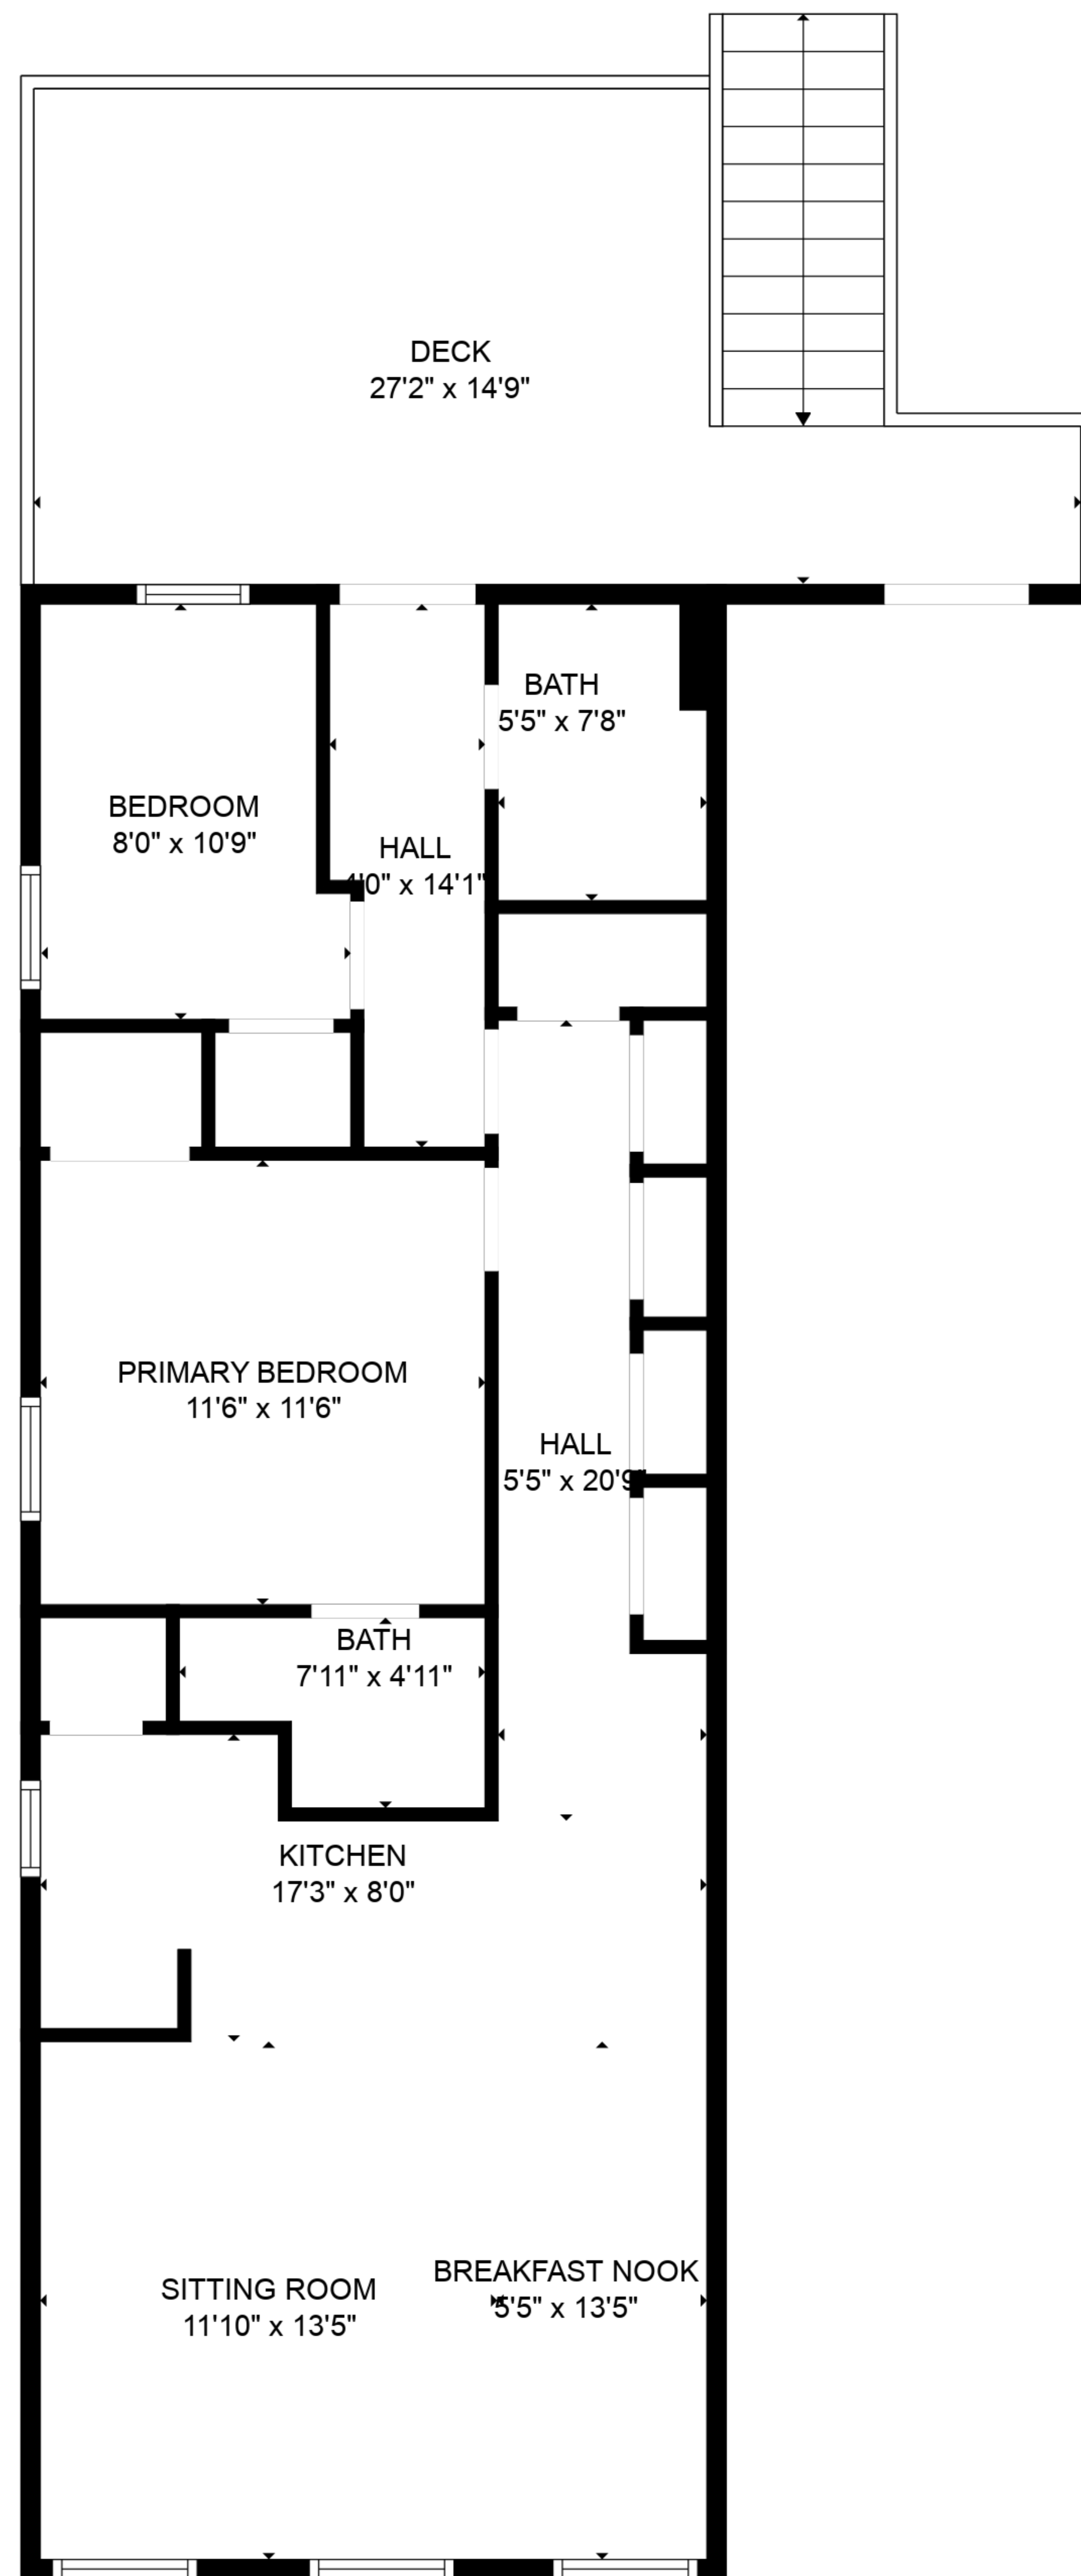 DECK
27'2" x 14'9"
BATH
5'5" x 7'8"
BEDROOM
8'0" x 10'9"
HALL
4'0" x 14'1"
PRIMARY BEDROOM
11'6" x 11'6"
HALL
5'5" x 20'9"
BATH
7'11" x 4'11"
KITCHEN
17'3" x 8'0"
BREAKFAST NOOK
5'5" x 13'5"
SITTING ROOM
11'10" x 13'5"